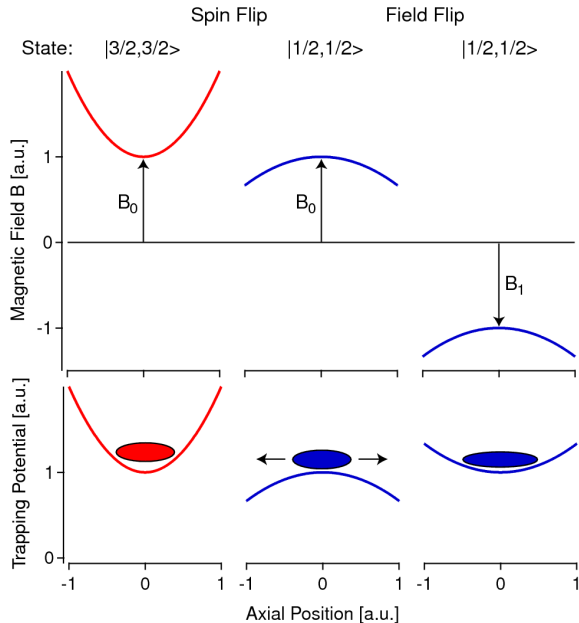 Spin Flip Field Flip
State: |3/2,3/2> |1/2,1/2> |1/2,1/2>
Magnetic Field B [a.u.]
1
0
-1
B0
B0
B1
Trapping Potential [a.u.]
1
0
-1 0 1 -1 0 1 -1 0 1
Axial Position [a.u.]